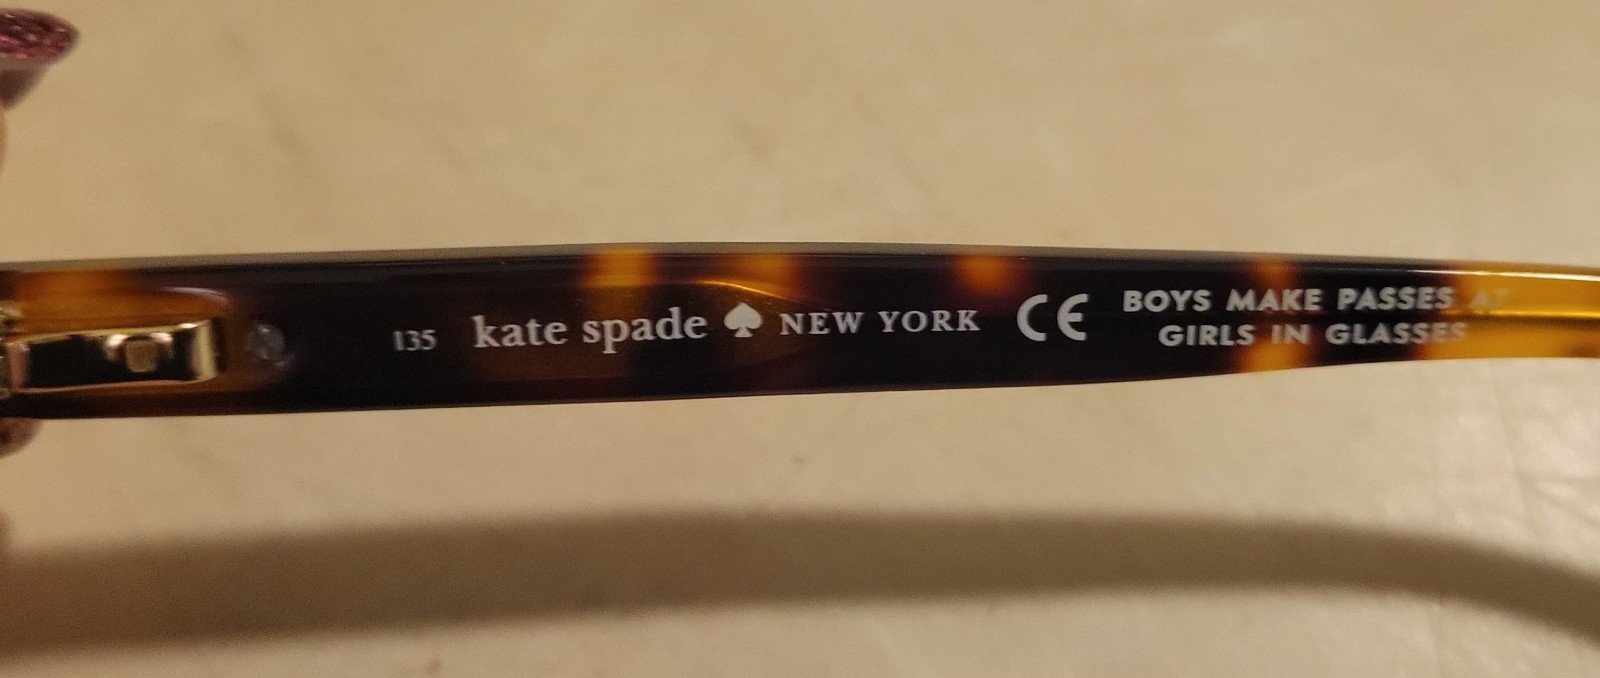 135 kate spade ♠ NEW YORK CE BOYS MAKE PASSES AT
GIRLS IN GLASSES